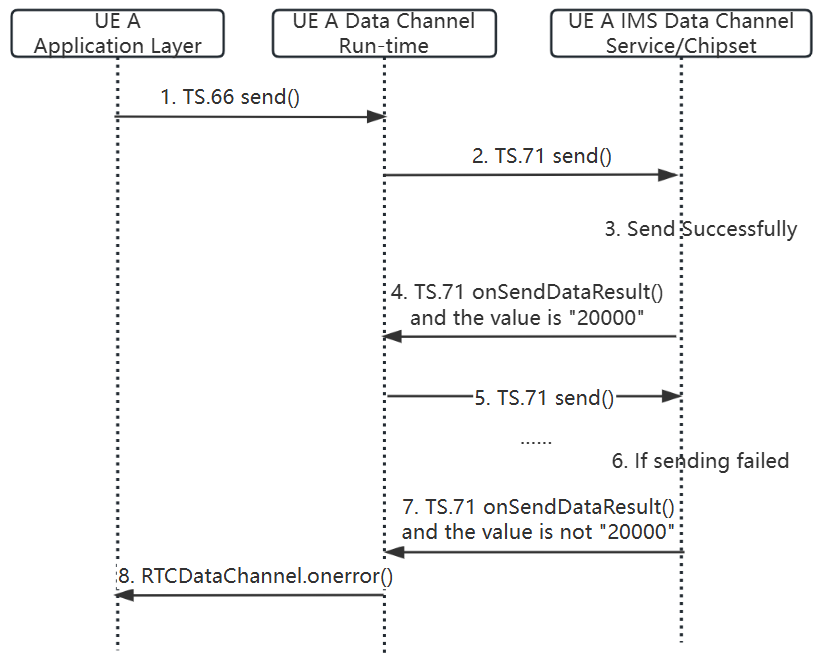 UE A
Application Layer
UE A Data Channel
Run-time
UE A IMS Data Channel
Service/Chipset
1. TS.66 send()
2. TS.71 send()
3. Send Successfully
4. TS.71 onSendDataResult()
and the value is "20000"
5. TS.71 send()
......
6. If sending failed
7. TS.71 onSendDataResult()
and the value is not "20000"
8. RTCDataChannel.onerror()